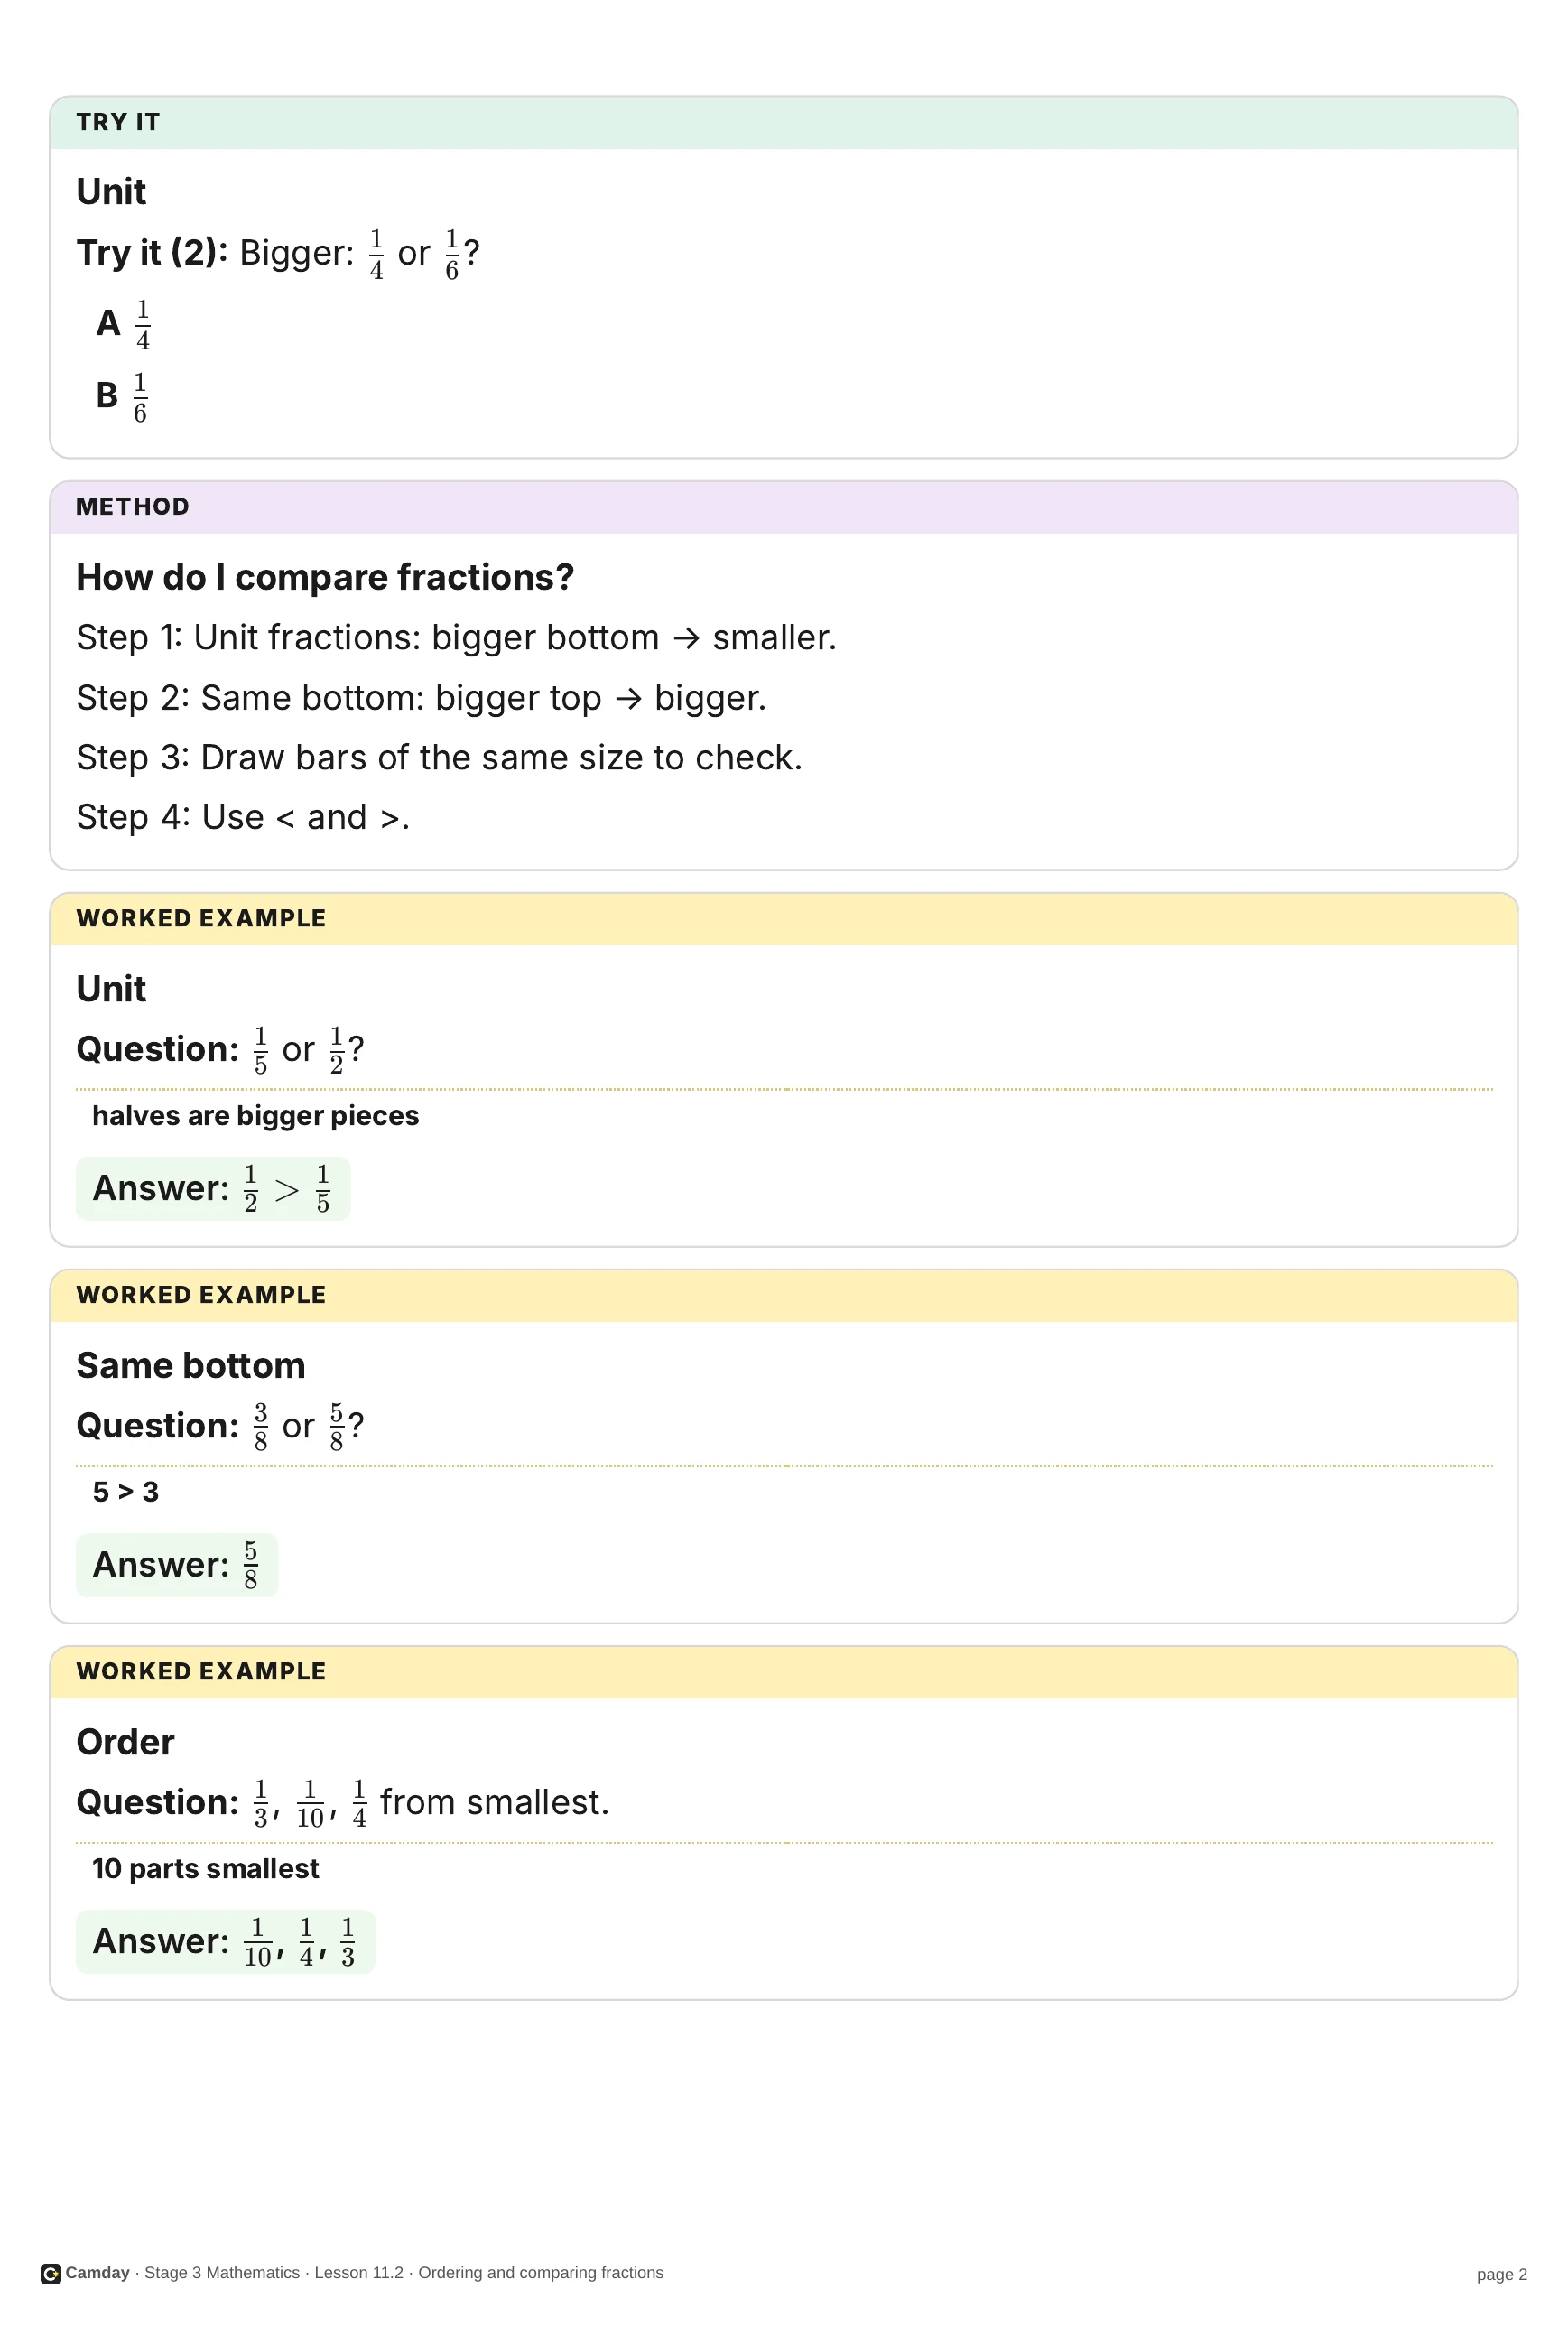 TRY IT
Unit
Try it (2): Bigger: 1/4 or 1/6?
A 1/4
B 1/6
METHOD
How do I compare fractions?
Step 1: Unit fractions: bigger bottom → smaller.
Step 2: Same bottom: bigger top → bigger.
Step 3: Draw bars of the same size to check.
Step 4: Use < and >.
WORKED EXAMPLE
Unit
Question: 1/5 or 1/2?
halves are bigger pieces
Answer: 1/2 > 1/5
WORKED EXAMPLE
Same bottom
Question: 3/8 or 5/8?
5 > 3
Answer: 5/8
WORKED EXAMPLE
Order
Question: 1/3, 1/10, 1/4 from smallest.
10 parts smallest
Answer: 1/10, 1/4, 1/3
Camday · Stage 3 Mathematics · Lesson 11.2 · Ordering and comparing fractions
page 2